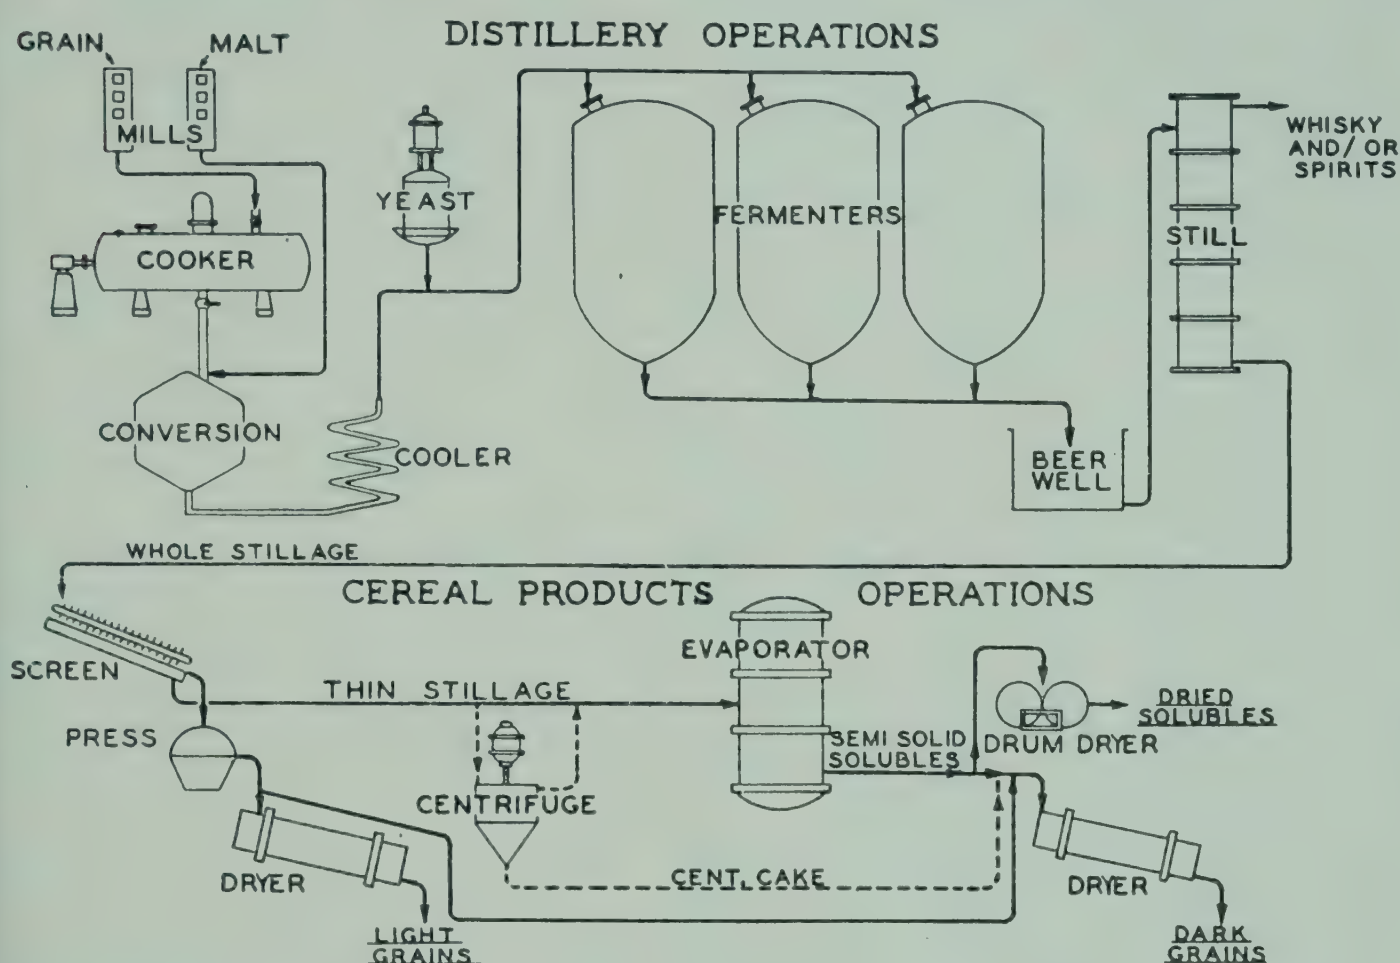 DISTILLERY OPERATIONS
GRAIN
MALT
MILLS
WHISKY
AND/OR
SPIRITS
YEAST
FERMENTERS
STILL
COOKER
CONVERSION
COOLER
BEER
WELL
WHOLE STILLAGE
CEREAL PRODUCTS OPERATIONS
EVAPORATOR
SCREEN
THIN STILLAGE
DRIED
SOLUBLES
PRESS
SEMI SOLID
SOLUBLES
DRUM DRYER
CENTRIFUGE
CENT. CAKE
DRYER
DRYER
LIGHT
GRAINS
DARK
GRAINS